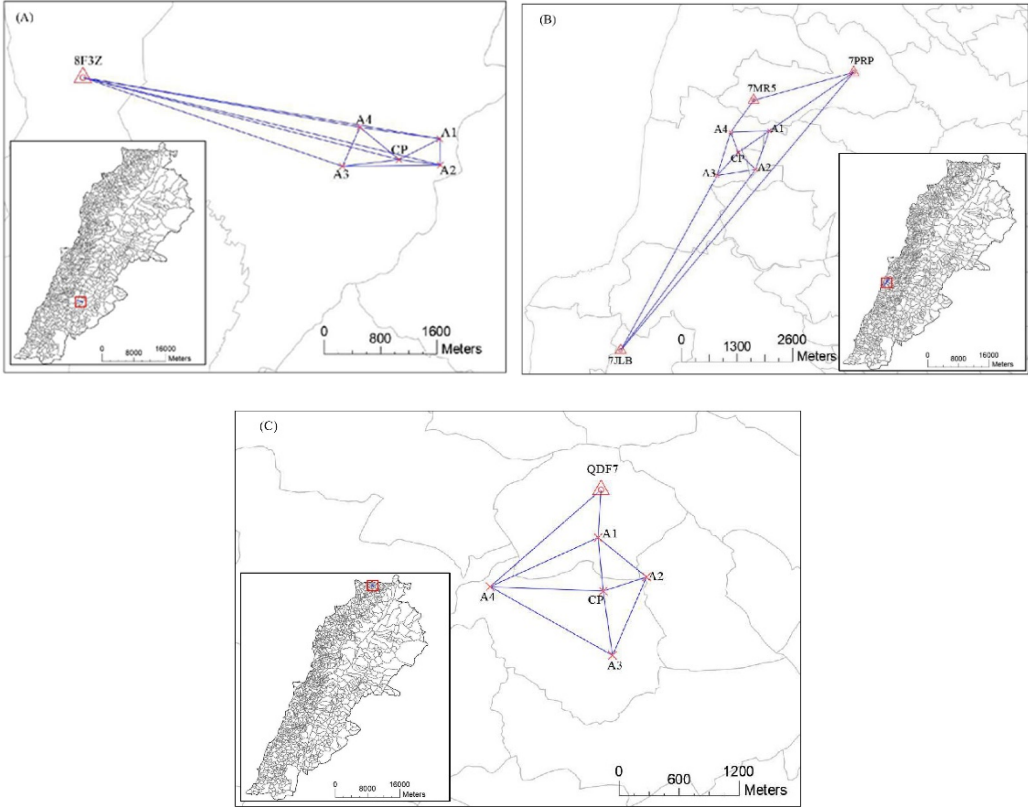 (A)
8F3Z
A4
A1
CP
A3
A2
0 8000 16000
Meters
0 800 1600
Meters
(B)
7PRP
7MR5
A4
A1
CP
A3
A2
7JLB
0 1300 2600
Meters
0 8000 16000
Meters
(C)
QDF7
A1
A2
A4
CP
A3
0 8000 16000
Meters
0 600 1200
Meters